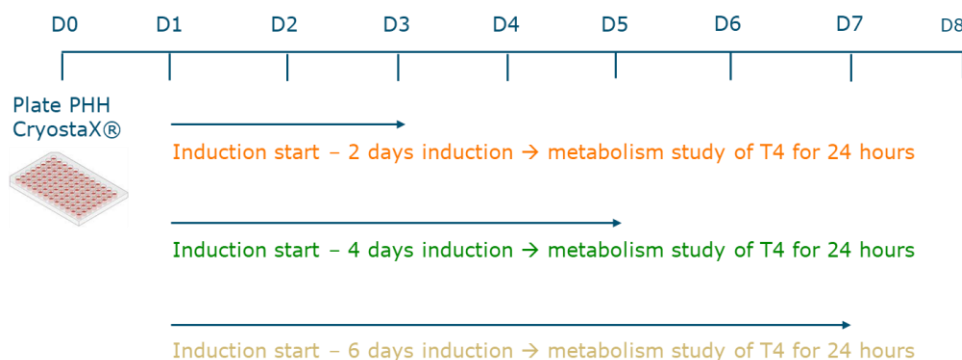 D0 D1 D2 D3 D4 D5 D6 D7 D8
Plate PHH
CryostaX®
Induction start – 2 days induction → metabolism study of T4 for 24 hours
Induction start – 4 days induction → metabolism study of T4 for 24 hours
Induction start – 6 days induction → metabolism study of T4 for 24 hours